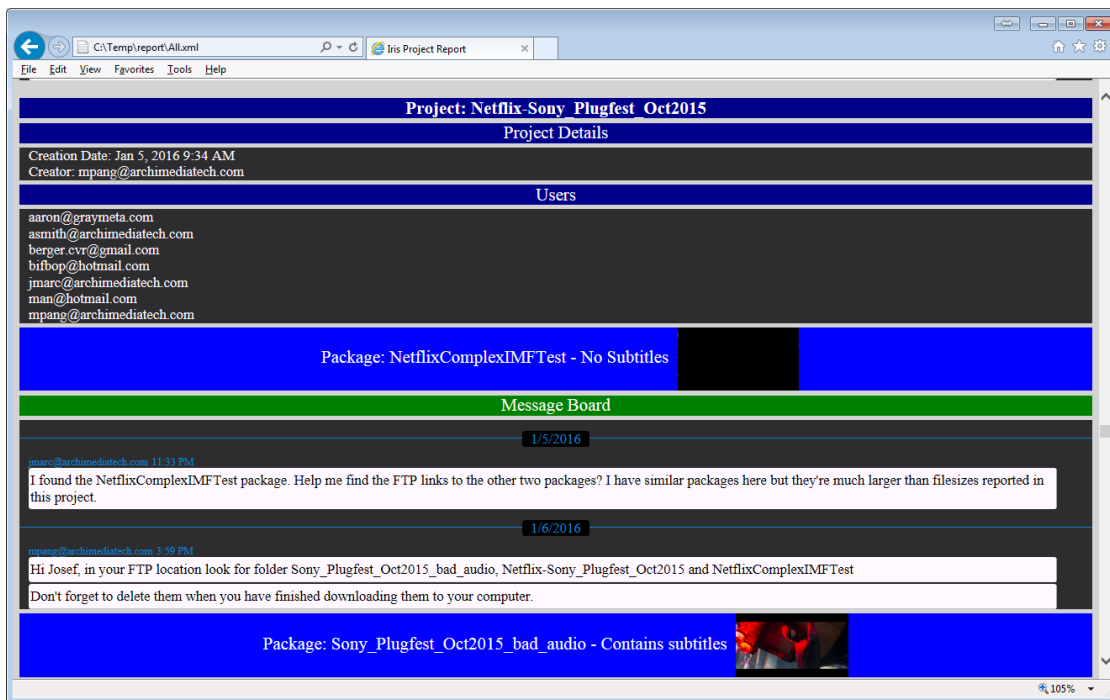 C:\Temp\report\All.xml
Iris Project Report
File Edit View Favorites Tools Help
Project: Netflix-Sony_Plugfest_Oct2015
Project Details
Creation Date: Jan 5, 2016 9:34 AM
Creator: mpang@archimediatech.com
Users
aaron@graymeta.com
asmith@archimediatech.com
berger.cvr@gmail.com
bifbop@hotmail.com
jmarc@archimediatech.com
man@hotmail.com
mpang@archimediatech.com
Package: NetflixComplexIMFTest - No Subtitles
Message Board
1/5/2016
jmarc@archimediatech.com 11:33 PM
I found the NetflixComplexIMFTest package. Help me find the FTP links to the other two packages? I have similar packages here but they're much larger than filesizes reported in
this project.
1/6/2016
mpang@archimediatech.com 3:59 PM
Hi Josef, in your FTP location look for folder Sony_Plugfest_Oct2015_bad_audio, Netflix-Sony_Plugfest_Oct2015 and NetflixComplexIMFTest
Don't forget to delete them when you have finished downloading them to your computer.
Package: Sony_Plugfest_Oct2015_bad_audio - Contains subtitles
105%